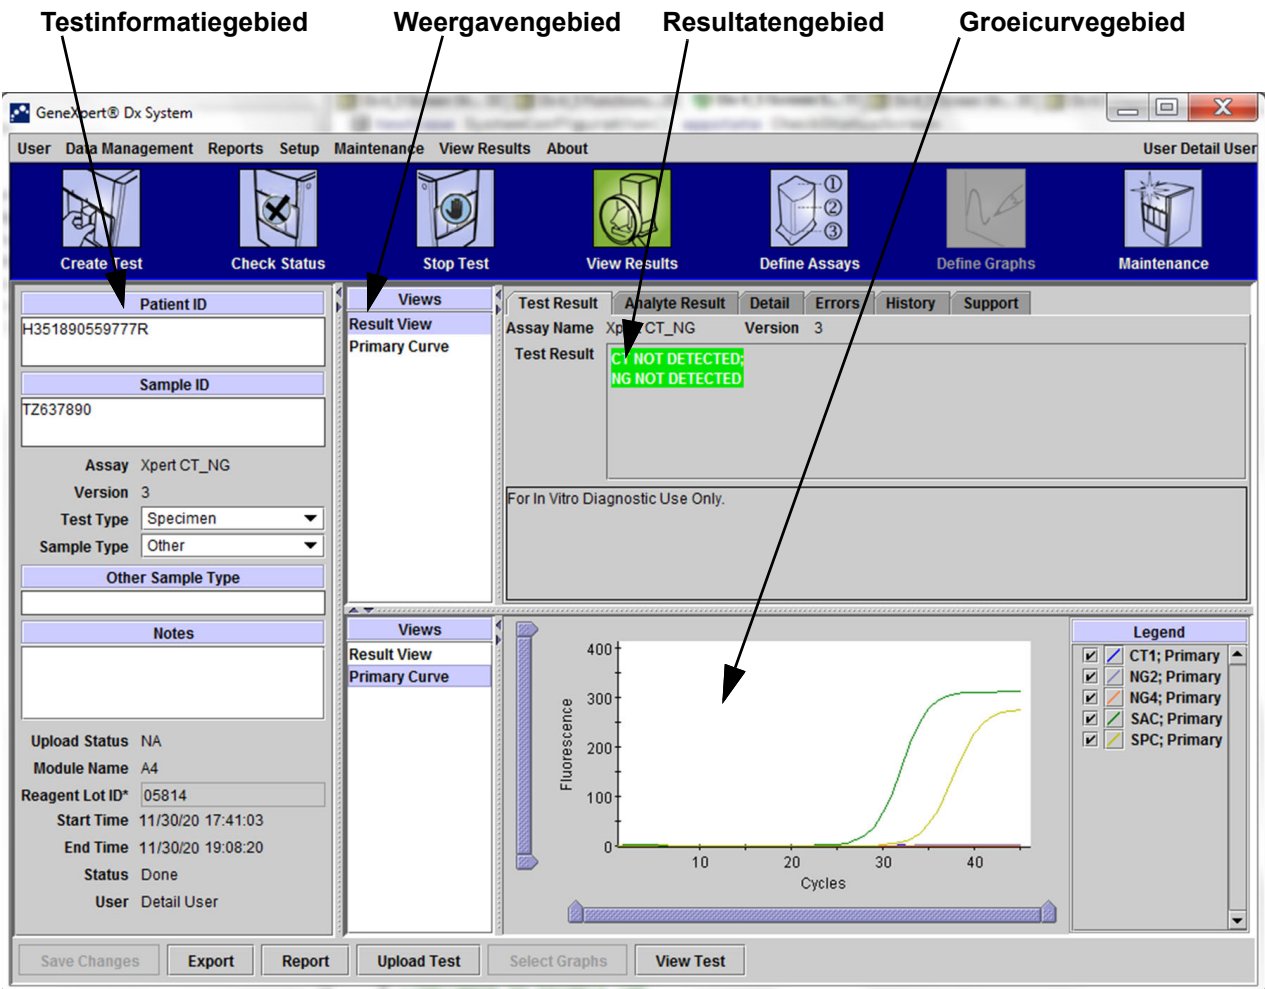 Testinformatiegebied Weergavengebied Resultatengebied Groeicurvegebied
GeneXpert® Dx System
User Data Management Reports Setup Maintenance View Results About User Detail User
Create Test Check Status Stop Test View Results Define Assays Define Graphs Maintenance
Patient ID
H351890559777R
Sample ID
TZ637890
Assay Xpert CT_NG
Version 3
Test Type Specimen
Sample Type Other
Other Sample Type
Notes
Upload Status NA
Module Name A4
Reagent Lot ID* 05814
Start Time 11/30/20 17:41:03
End Time 11/30/20 19:08:20
Status Done
User Detail User
Views
Result View
Primary Curve
Test Result Analyte Result Detail Errors History Support
Assay Name Xpert CT_NG Version 3
Test Result CT NOT DETECTED;
NG NOT DETECTED
For In Vitro Diagnostic Use Only.
Views
Result View
Primary Curve
400
300
200
100
0
Fluorescence
10 20 30 40
Cycles
Legend
CT1; Primary
NG2; Primary
NG4; Primary
SAC; Primary
SPC; Primary
Save Changes Export Report Upload Test Select Graphs View Test